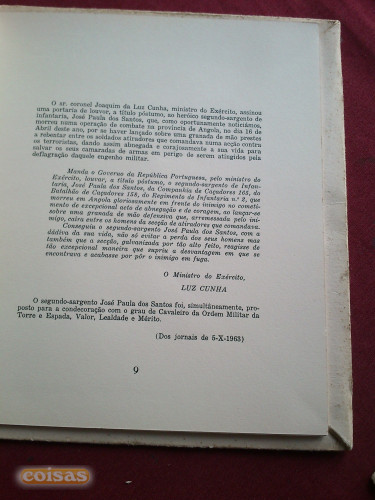 O sr. coronel Joaquim da Luz Cunha, ministro do Exército, assinou
uma portaria de louvor, a título póstumo, ao heróico segundo-sargento de
infantaria, José Paula dos Santos, que, como oportunamente noticiámos,
morreu numa operação de combate na província de Angola, no dia 16 de
Abril deste ano, por se haver lançado sobre uma granada de mão prestes
a rebentar entre os soldados atiradores que comandava numa acção contra
os terroristas, dando assim abnegada e corajosamente a sua vida para
salvar os seus camaradas de armas em perigo de serem atingidos pela
deflagração daquele engenho militar.
Manda o Governo da República Portuguesa, pelo ministro do
Exército, louvar, a título póstumo, o segundo-sargento de Infan-
taria, José Paula dos Santos, da Companhia de Caçadores 165, do
Batalhão de Caçadores 158, do Regimento de Infantaria n.º 2, que
morreu em Angola gloriosamente em frente do inimigo no cometi-
mento de excepcional acto de abnegação e de coragem, ao lançar-se
sobre uma granada de mão defensiva que, arremessada pelo ini-
migo, caira entre os homens da secção de atiradores que comandava.
Conseguiu o segundo-sargento José Paula dos Santos, com a
dádiva da sua vida, não só evitar a perda dos seus homens mas
também que a secção, galvanizada por tão alto feito, reagisse de
tão excepcional maneira que supriu a desvantagem em que se
encontrava e acabasse por pôr o inimigo em fuga.
O Ministro do Exército,
LUZ CUNHA
O segundo-sargento José Paula dos Santos foi, simultâneamente, pro-
posto para a condecoração com o grau de Cavaleiro da Ordem Militar da
Torre e Espada, Valor, Lealdade e Mérito.
(Dos jornais de 5-X-1963)
9
coisas